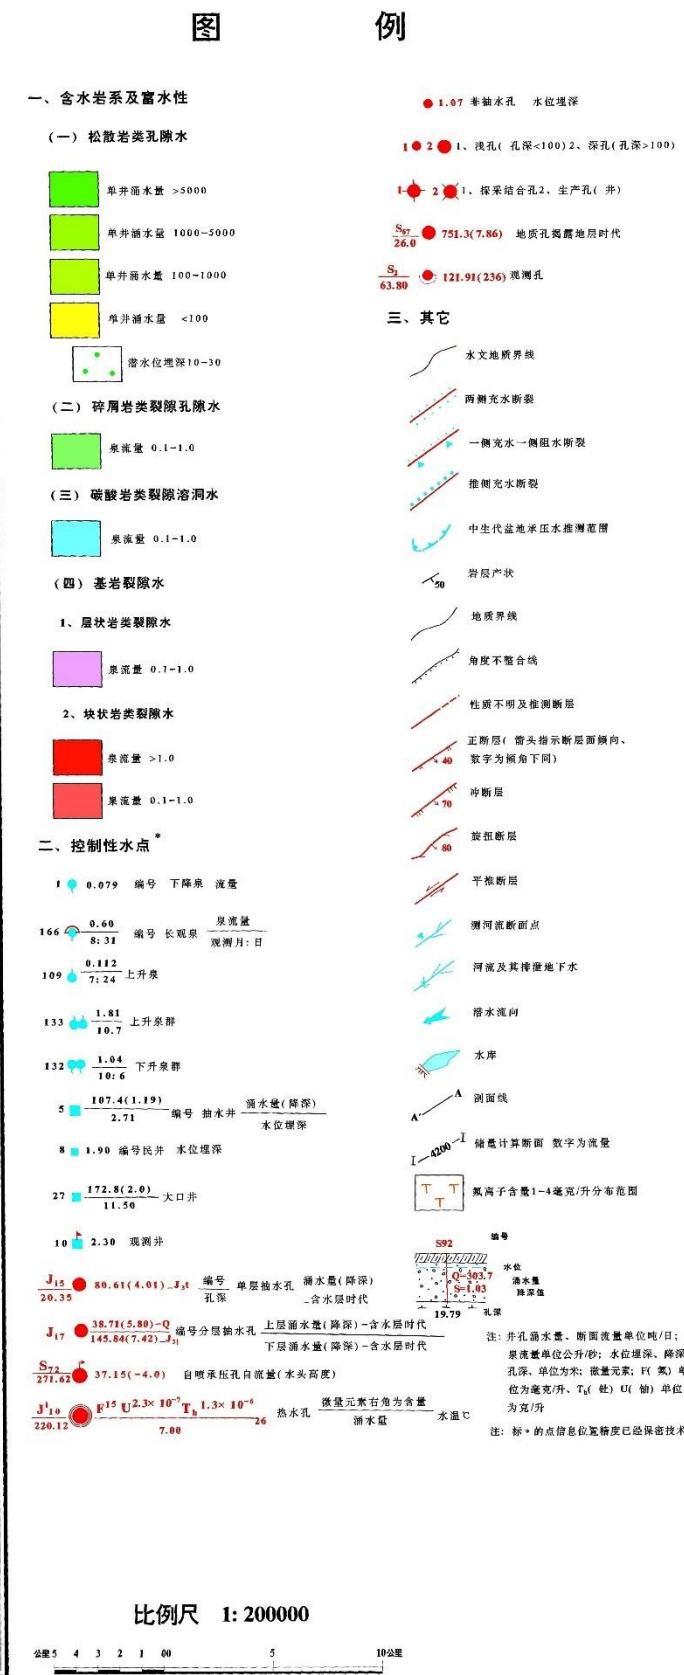 图 例
一、含水岩系及富水性
(一) 松散岩类孔隙水
单井涌水量 >5000
单井涌水量 1000-5000
单井涌水量 100-1000
单井涌水量 <100
潜水位埋深10-30
(二) 碎屑岩类裂隙孔隙水
泉流量 0.1-1.0
(三) 碳酸岩类裂隙溶洞水
泉流量 0.1-1.0
(四) 基岩裂隙水
1、层状岩类裂隙水
泉流量 0.1-1.0
2、块状岩类裂隙水
泉流量 >1.0
泉流量 0.1-1.0
二、控制性水点*
1 0.079 编号 下降泉 流量
166 0.60 编号 长观泉 泉流量
8:31 观测月:日
109 0.112 上升泉
7:24
133 1.81 上升泉群
10.7
132 1.04 下升泉群
10:6
5 107.4(1.19) 编号 抽水井 涌水量(降深)
2.71 水位埋深
8 1.90 编号民井 水位埋深
27 172.8(2.0) 大口井
11.50
10 2.30 观测井
J15 80.61(4.01)-J3t 编号 单层抽水孔 涌水量(降深)
20.35 孔深 -含水层时代
J17 38.71(5.80)-Q 编号分层抽水孔 上层涌水量(降深)-含水层时代
145.84(7.42)-J3t 下层涌水量(降深)-含水层时代
S72 37.15(-4.0) 自喷承压孔自流量(水头高度)
271.62
J110 F15 U2.3×10-7 Th 1.3×10-6 26 热水孔 微量元素右角为含量 水温℃
220.12 7.00 涌水量
1.07 非抽水孔 水位埋深
1 2 1、浅孔( 孔深<100) 2、深孔(孔深>100)
1 2 1、探采结合孔2、生产孔( 井)
S67 751.3(7.86) 地质孔揭露地层时代
26.0
S2 121.91(236) 观测孔
63.80
三、其它
水文地质界线
两侧充水断裂
一侧充水一侧阻水断裂
推侧充水断裂
中生代盆地承压水推测范围
50 岩层产状
地质界线
角度不整合线
性质不明及推测断层
40 正断层( 箭头指示断层面倾向、
数字为倾角下同)
70 冲断层
80 旋扭断层
平推断层
测河流断面点
河流及其排泄地下水
潜水流向
水库
A A' 剖面线
I 4200 I 储量计算断面 数字为流量
T T T 氟离子含量1-4毫克/升分布范围
S92 编号
水位
Q=303.7 涌水量
S=1.03 降深值
19.79 孔深
注: 井孔涌水量、断面流量单位吨/日;
泉流量单位公升/秒; 水位埋深、降深
孔深、单位为米; 微量元素; F( 氟) 单
位为毫克/升、Th( 钍) U( 铀) 单位
为克/升
注: 标*的点信息位置精度已经保密技术
比例尺 1:200000
公里5 4 3 2 1 00 5 10公里